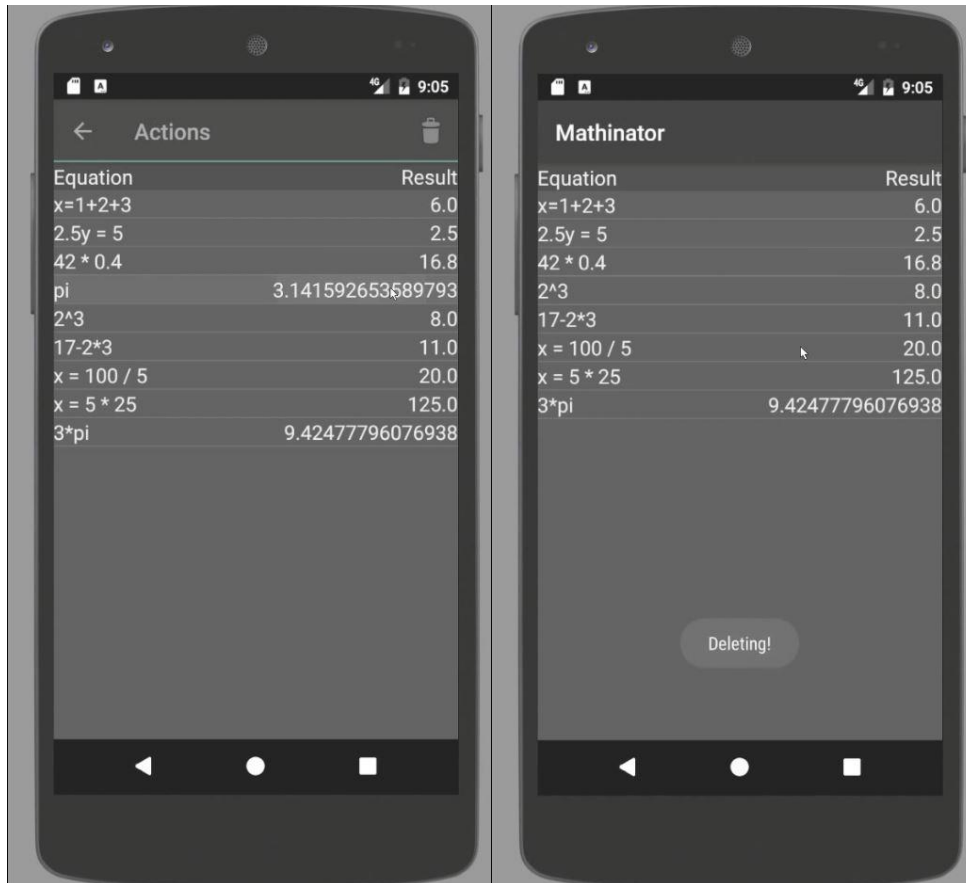 4G 9:05
Actions
Equation Result
x=1+2+3 6.0
2.5y = 5 2.5
42 * 0.4 16.8
pi 3.141592653589793
2^3 8.0
17-2*3 11.0
x = 100 / 5 20.0
x = 5 * 25 125.0
3*pi 9.42477796076938
4G 9:05
Mathinator
Equation Result
x=1+2+3 6.0
2.5y = 5 2.5
42 * 0.4 16.8
2^3 8.0
17-2*3 11.0
x = 100 / 5 20.0
x = 5 * 25 125.0
3*pi 9.42477796076938
Deleting!